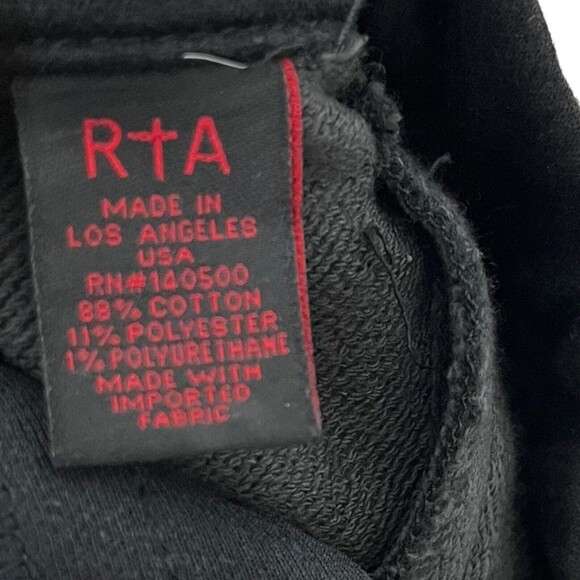 R†A
MADE IN
LOS ANGELES
USA
RN#140500
88% COTTON
11% POLYESTER
1% POLYURETHANE
MADE WITH
IMPORTED
FABRIC